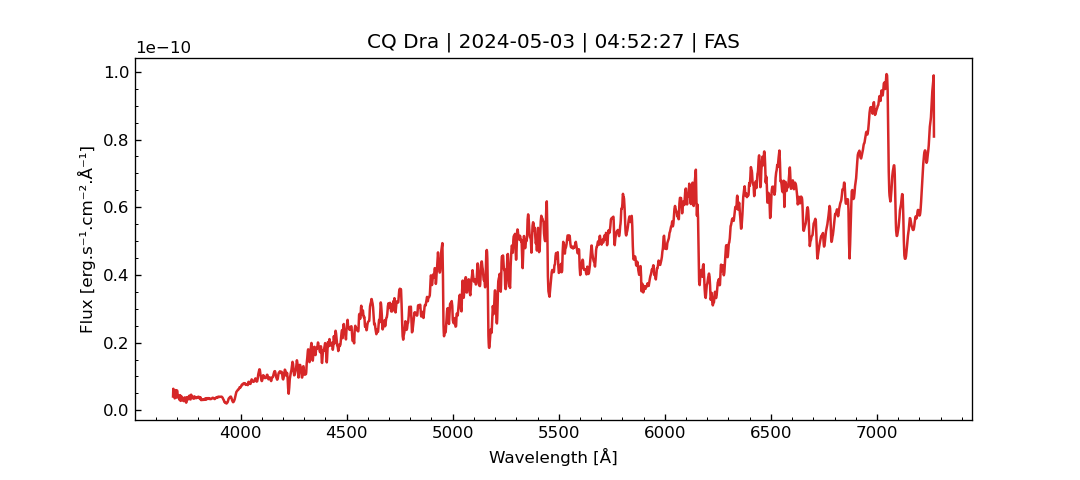 CQ Dra | 2024-05-03 | 04:52:27 | FAS
1e−10
1.0
0.8
0.6
0.4
0.2
0.0
Flux [erg.s⁻¹.cm⁻².Å⁻¹]
4000 4500 5000 5500 6000 6500 7000
Wavelength [Å]